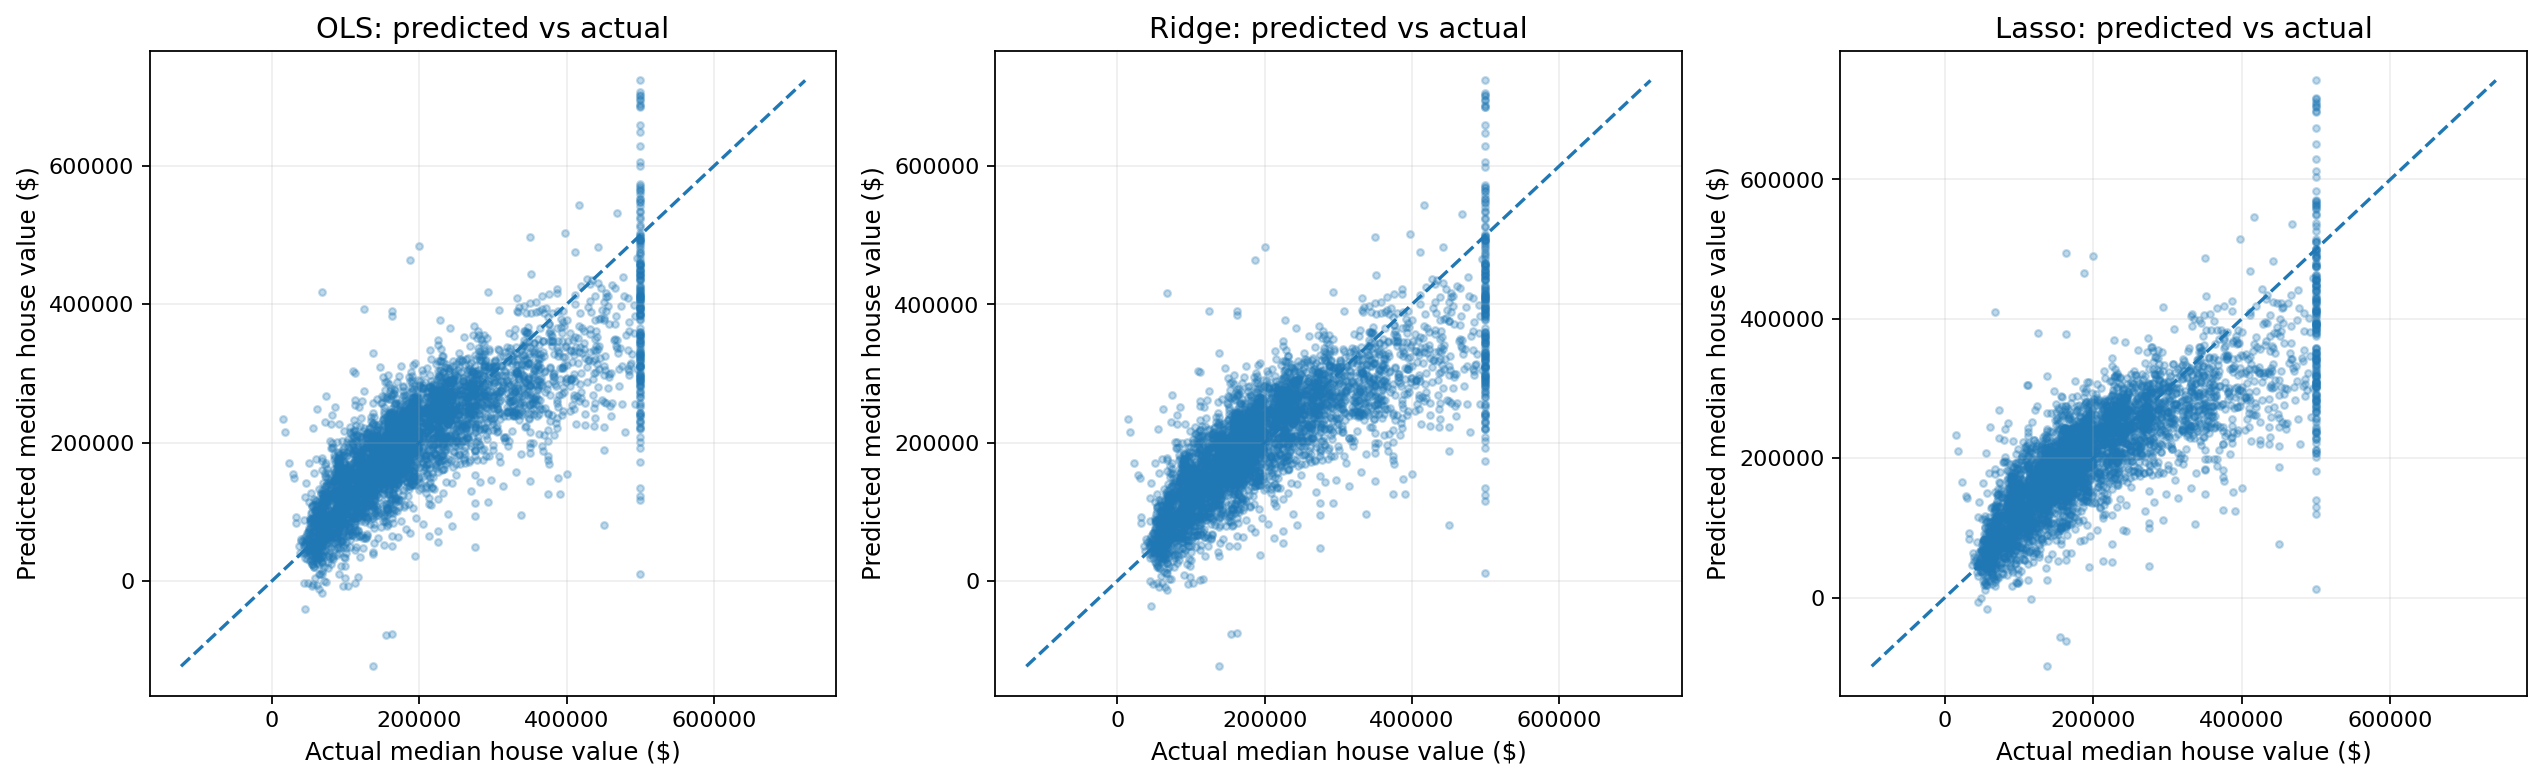 OLS: predicted vs actual
Predicted median house value ($)
600000
400000
200000
0
0 200000 400000 600000
Actual median house value ($)
Ridge: predicted vs actual
Predicted median house value ($)
600000
400000
200000
0
0 200000 400000 600000
Actual median house value ($)
Lasso: predicted vs actual
Predicted median house value ($)
600000
400000
200000
0
0 200000 400000 600000
Actual median house value ($)